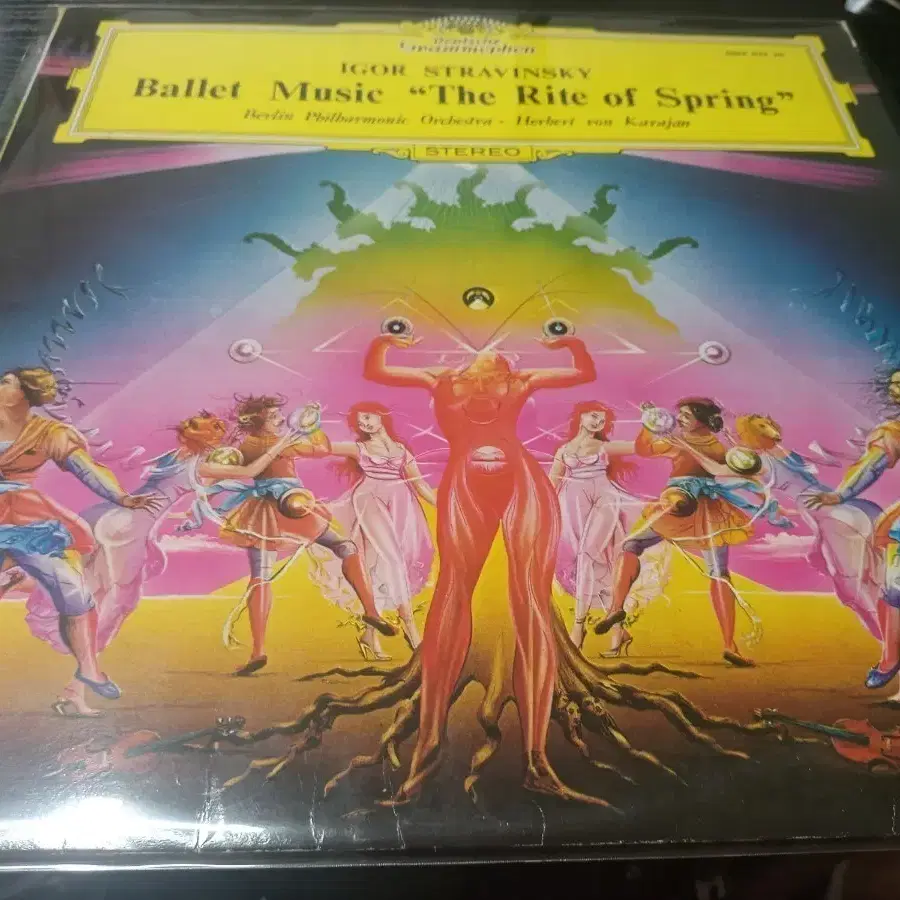 Deutsche
Grammophon
IGOR STRAVINSKY
Ballet Music “The Rite of Spring”
Berlin Philharmonic Orchestra · Herbert von Karajan
STEREO